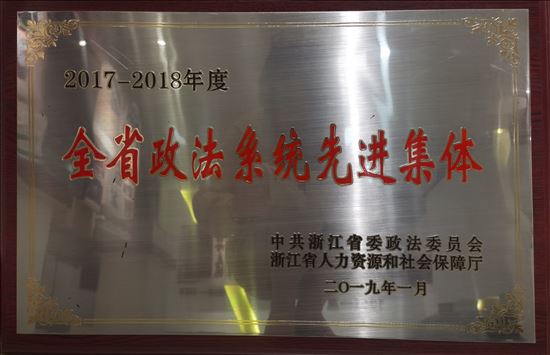 2017-2018年度
全省政法系统先进集体
中共浙江省委政法委员会
浙江省人力资源和社会保障厅
二〇一九年一月